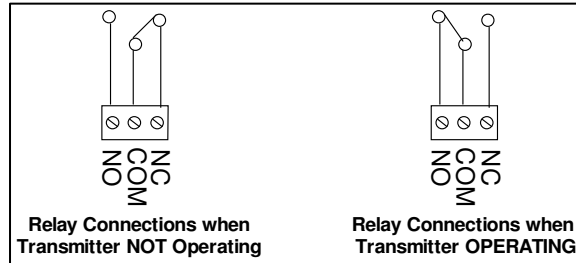 NO COM NC
NO COM NC
Relay Connections when
Transmitter NOT Operating
Relay Connections when
Transmitter OPERATING